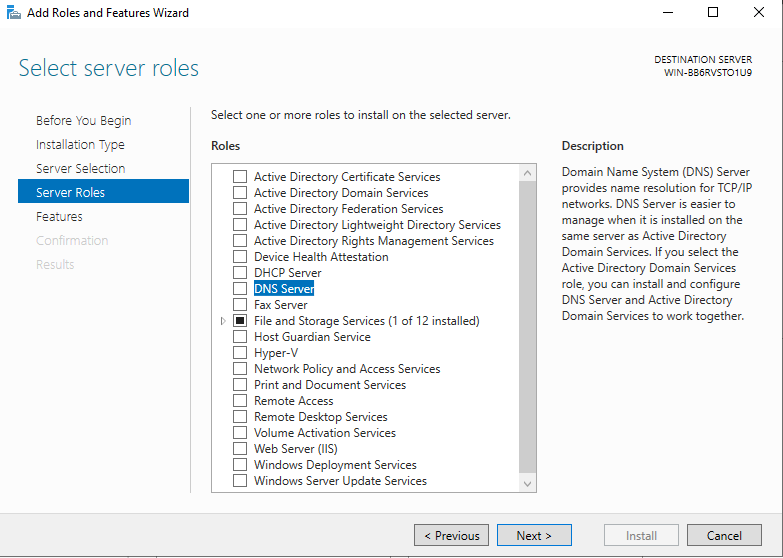 Add Roles and Features Wizard
Select server roles
DESTINATION SERVER
WIN-BB6RVSTO1U9
Before You Begin
Installation Type
Server Selection
Server Roles
Features
Confirmation
Results
Select one or more roles to install on the selected server.
Roles
Active Directory Certificate Services
Active Directory Domain Services
Active Directory Federation Services
Active Directory Lightweight Directory Services
Active Directory Rights Management Services
Device Health Attestation
DHCP Server
DNS Server
Fax Server
File and Storage Services (1 of 12 installed)
Host Guardian Service
Hyper-V
Network Policy and Access Services
Print and Document Services
Remote Access
Remote Desktop Services
Volume Activation Services
Web Server (IIS)
Windows Deployment Services
Windows Server Update Services
Description
Domain Name System (DNS) Server
provides name resolution for TCP/IP
networks. DNS Server is easier to
manage when it is installed on the
same server as Active Directory
Domain Services. If you select the
Active Directory Domain Services
role, you can install and configure
DNS Server and Active Directory
Domain Services to work together.
< Previous
Next >
Install
Cancel